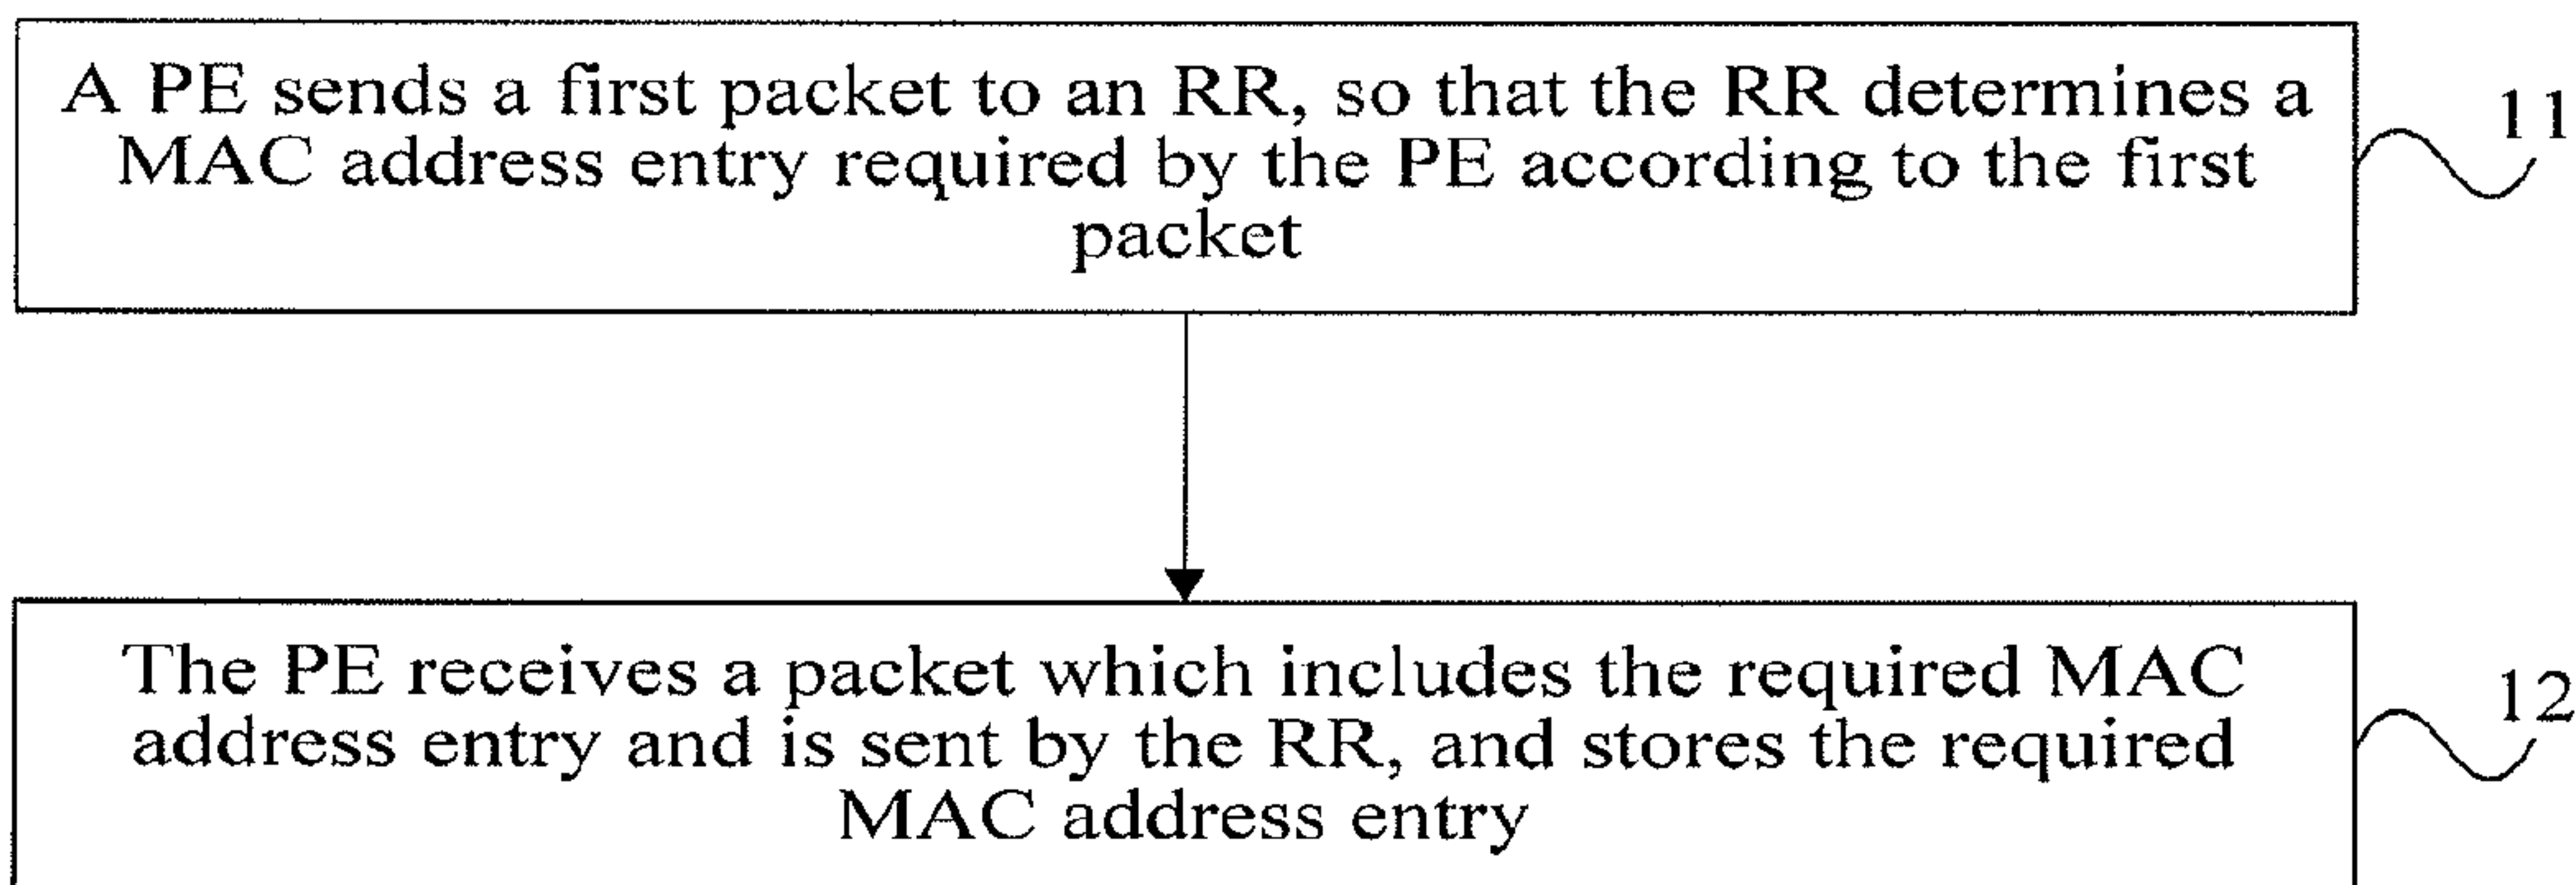 A PE sends a first packet to an RR, so that the RR determines a
MAC address entry required by the PE according to the first
packet
11
The PE receives a packet which includes the required MAC
address entry and is sent by the RR, and stores the required
MAC address entry
12